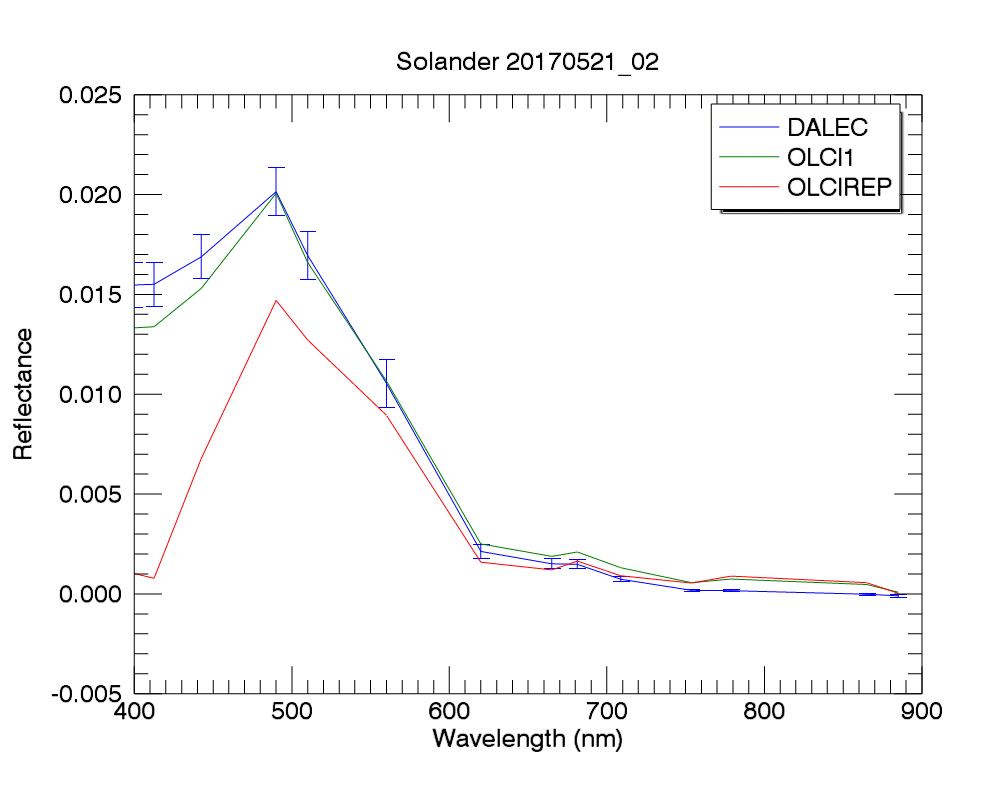 Solander 20170521_02
0.025
0.020
0.015
0.010
0.005
0.000
-0.005
Reflectance
DALEC
OLCI1
OLCIREP
400 500 600 700 800 900
Wavelength (nm)